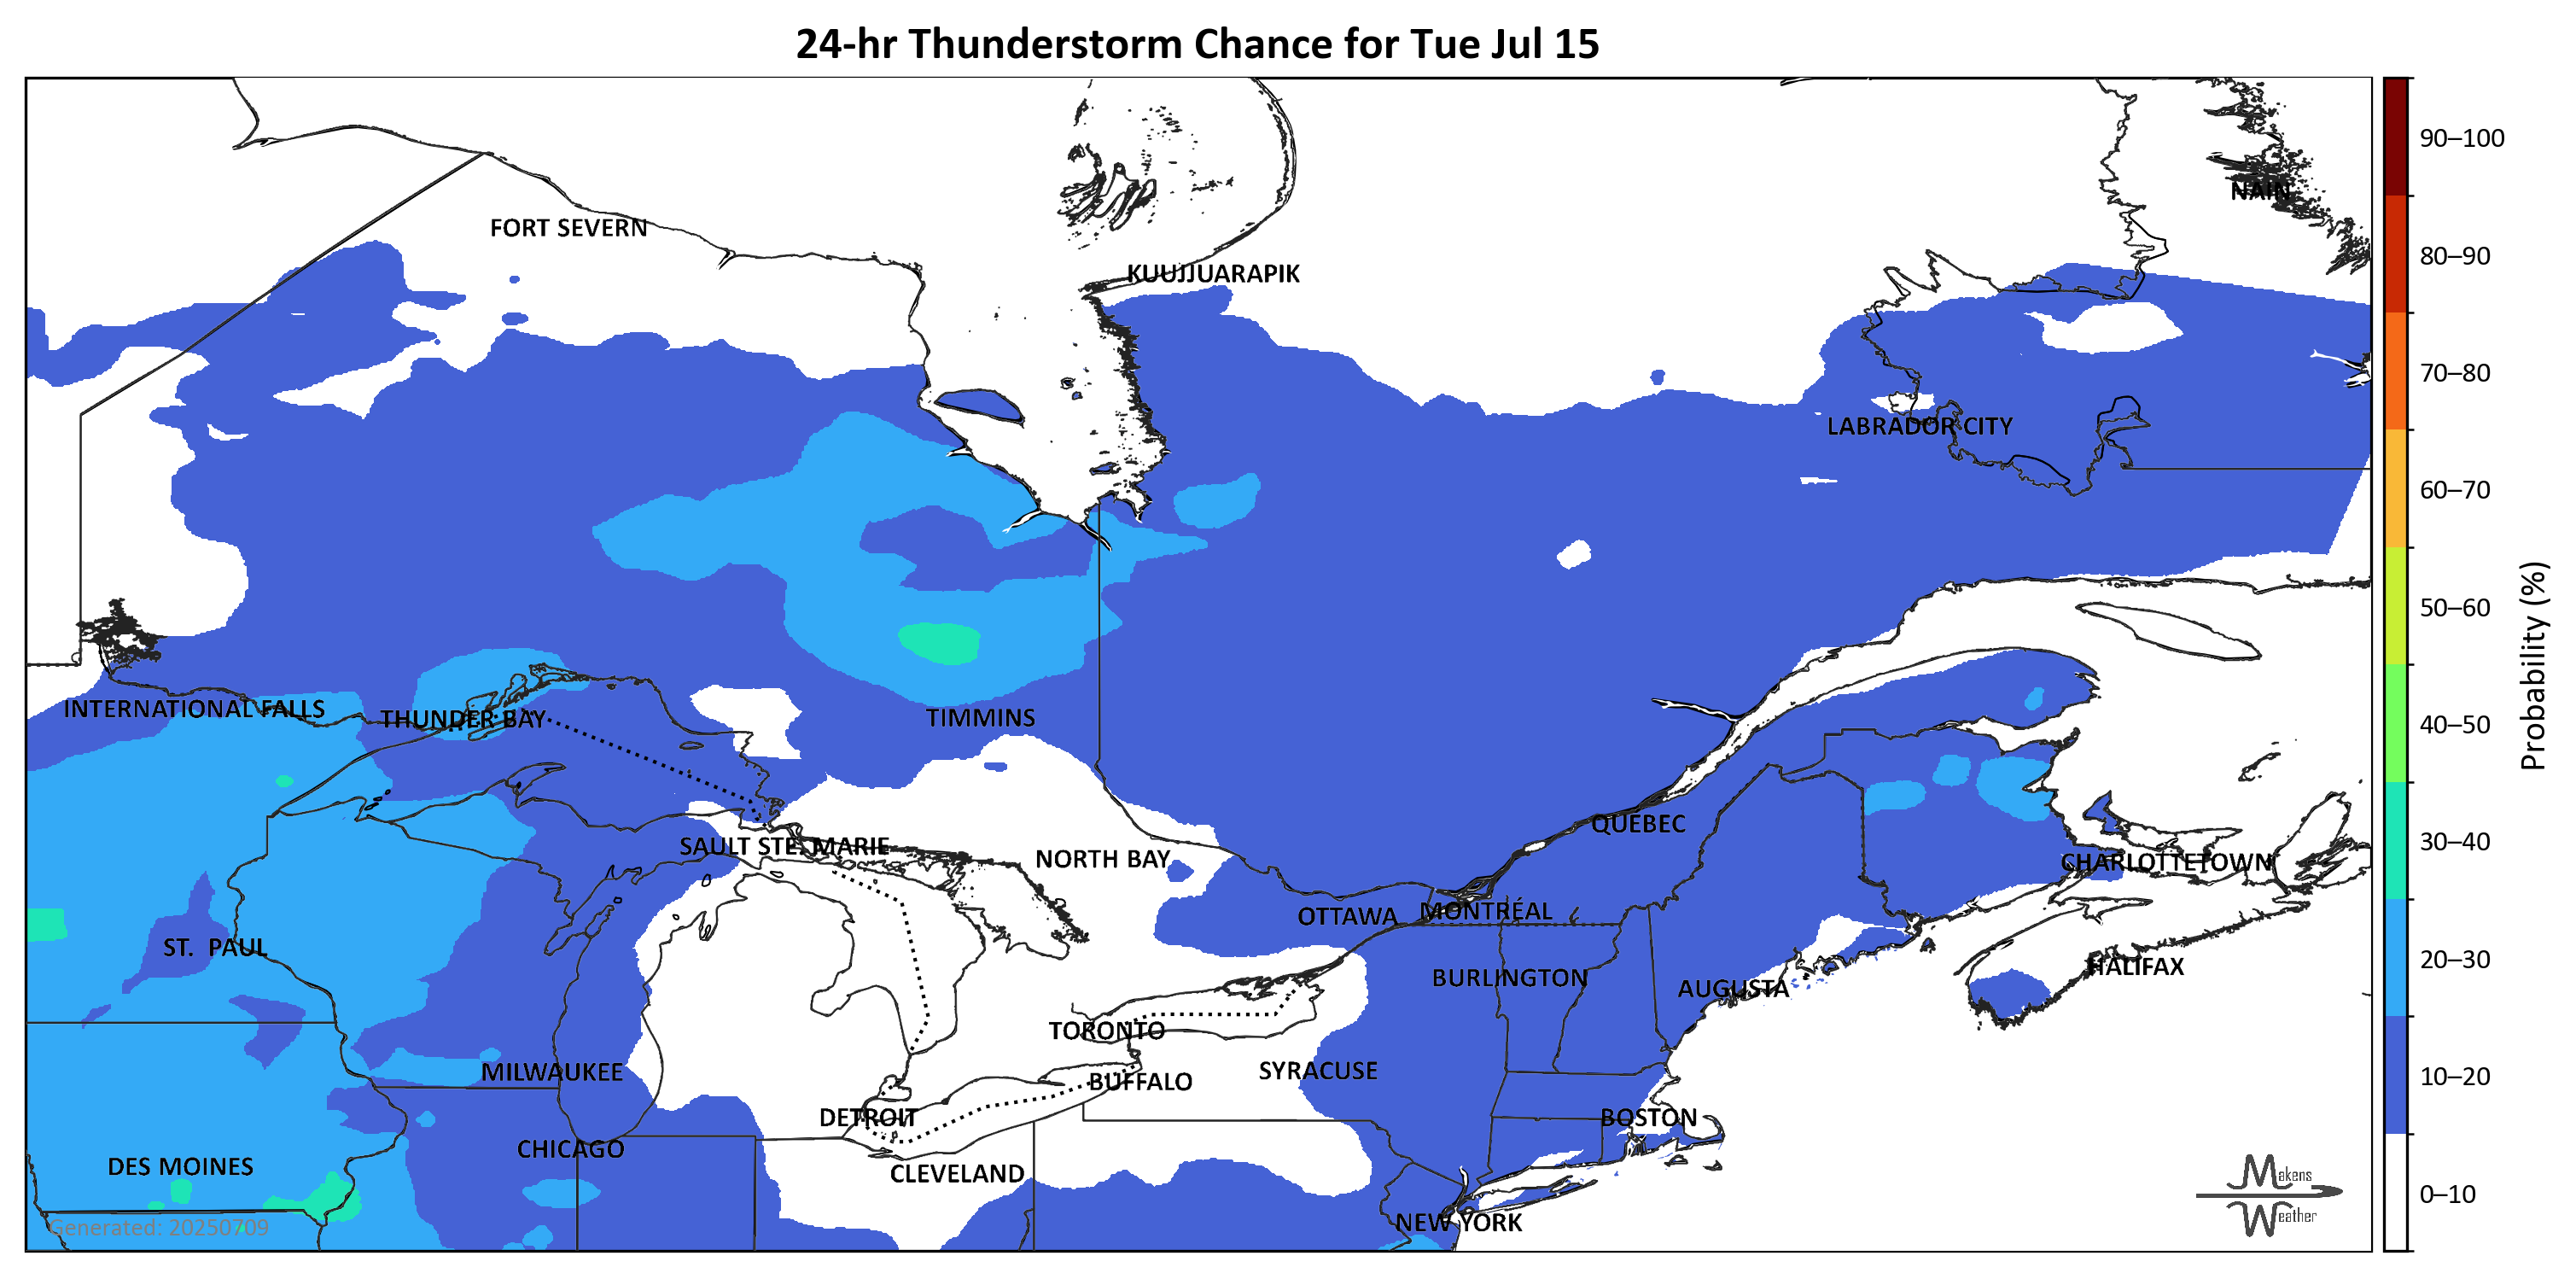 24-hr Thunderstorm Chance for Tue Jul 15
90–100
NAIN
FORT SEVERN
80–90
KUUJJUARAPIK
70–80
LABRADOR CITY
60–70
50–60
Probability (%)
INTERNATIONAL FALLS
THUNDER BAY
TIMMINS
40–50
QUEBEC
SAULT STE. MARIE
NORTH BAY
CHARLOTTETOWN
30–40
OTTAWA
MONTRÉAL
ST. PAUL
BURLINGTON
AUGUSTA
HALIFAX
20–30
TORONTO
MILWAUKEE
BUFFALO
SYRACUSE
10–20
DETROIT
BOSTON
CHICAGO
DES MOINES
CLEVELAND
Makens
Weather
0–10
NEW YORK
Generated: 20250709